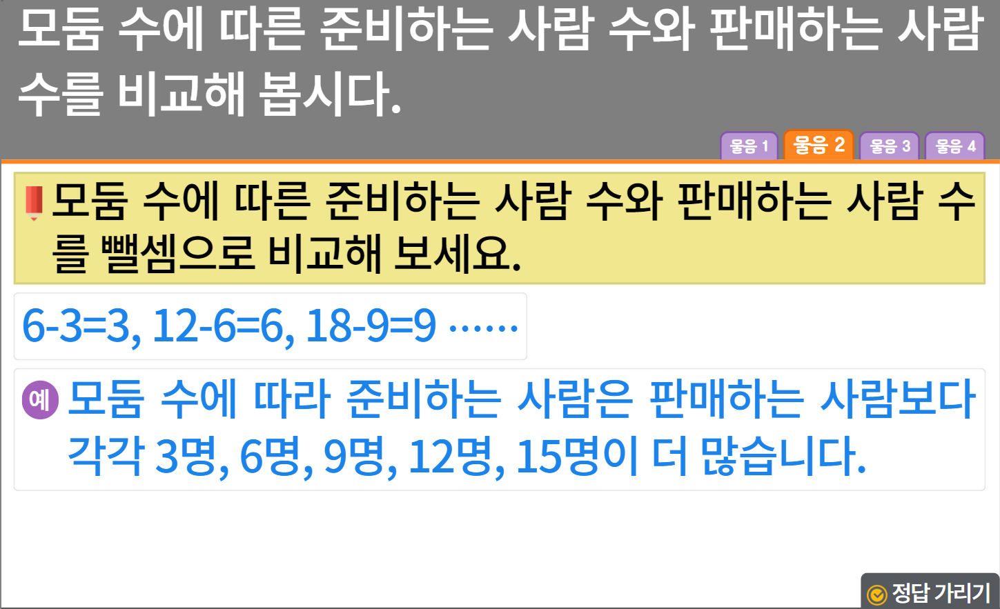 모둠 수에 따른 준비하는 사람 수와 판매하는 사람
수를 비교해 봅시다.
물음 1 물음 2 물음 3 물음 4
모둠 수에 따른 준비하는 사람 수와 판매하는 사람 수
를 뺄셈으로 비교해 보세요.
6-3=3, 12-6=6, 18-9=9 ······
예 모둠 수에 따라 준비하는 사람은 판매하는 사람보다
각각 3명, 6명, 9명, 12명, 15명이 더 많습니다.
정답 가리기